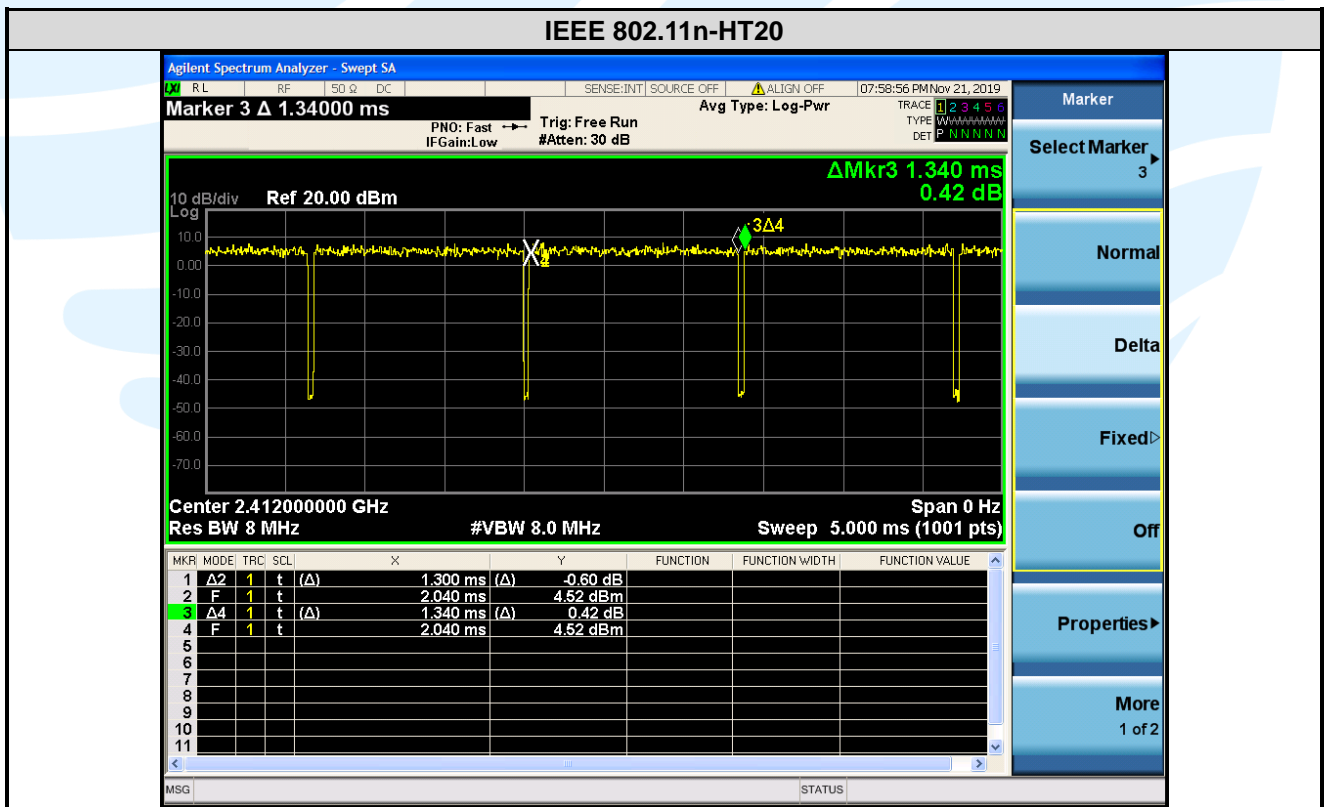 IEEE 802.11n-HT20
Agilent Spectrum Analyzer - Swept SA
LXI RL RF 50 Ω DC SENSE:INT SOURCE OFF ALIGN OFF 07:58:56 PM Nov 21, 2019
Marker 3 Δ 1.34000 ms
PNO: Fast
IFGain:Low
Trig: Free Run
#Atten: 30 dB
Avg Type: Log-Pwr
TRACE 1 2 3 4 5 6
TYPE W
DET P N N N N N
ΔMkr3 1.340 ms
0.42 dB
10 dB/div Ref 20.00 dBm
Log
10.0
0.00
-10.0
-20.0
-30.0
-40.0
-50.0
-60.0
-70.0
3Δ4
Center 2.412000000 GHz Span 0 Hz
Res BW 8 MHz #VBW 8.0 MHz Sweep 5.000 ms (1001 pts)
MKR MODE TRC SCL X Y FUNCTION FUNCTION WIDTH FUNCTION VALUE
1 Δ2 1 t (Δ) 1.300 ms (Δ) -0.60 dB
2 F 1 t 2.040 ms 4.52 dBm
3 Δ4 1 t (Δ) 1.340 ms (Δ) 0.42 dB
4 F 1 t 2.040 ms 4.52 dBm
5
6
7
8
9
10
11
MSG STATUS
Marker
Select Marker
3
Normal
Delta
Fixed
Off
Properties
More
1 of 2